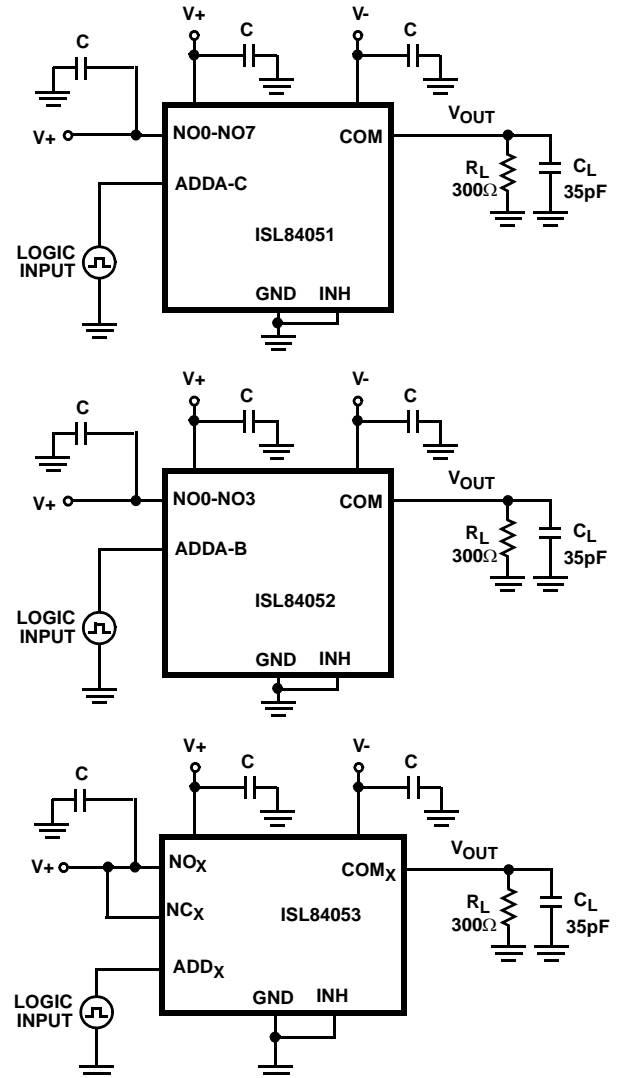 V+ V-
C C C
V+ NO0-NO7 COM VOUT
ADDA-C RL 300Ω CL 35pF
LOGIC INPUT ISL84051
GND INH
V+ V-
C C C
V+ NO0-NO3 COM VOUT
ADDA-B RL 300Ω CL 35pF
LOGIC INPUT ISL84052
GND INH
V+ V-
C C C
V+ NOX COMX VOUT
NCX ISL84053 RL 300Ω CL 35pF
ADDX
LOGIC INPUT GND INH